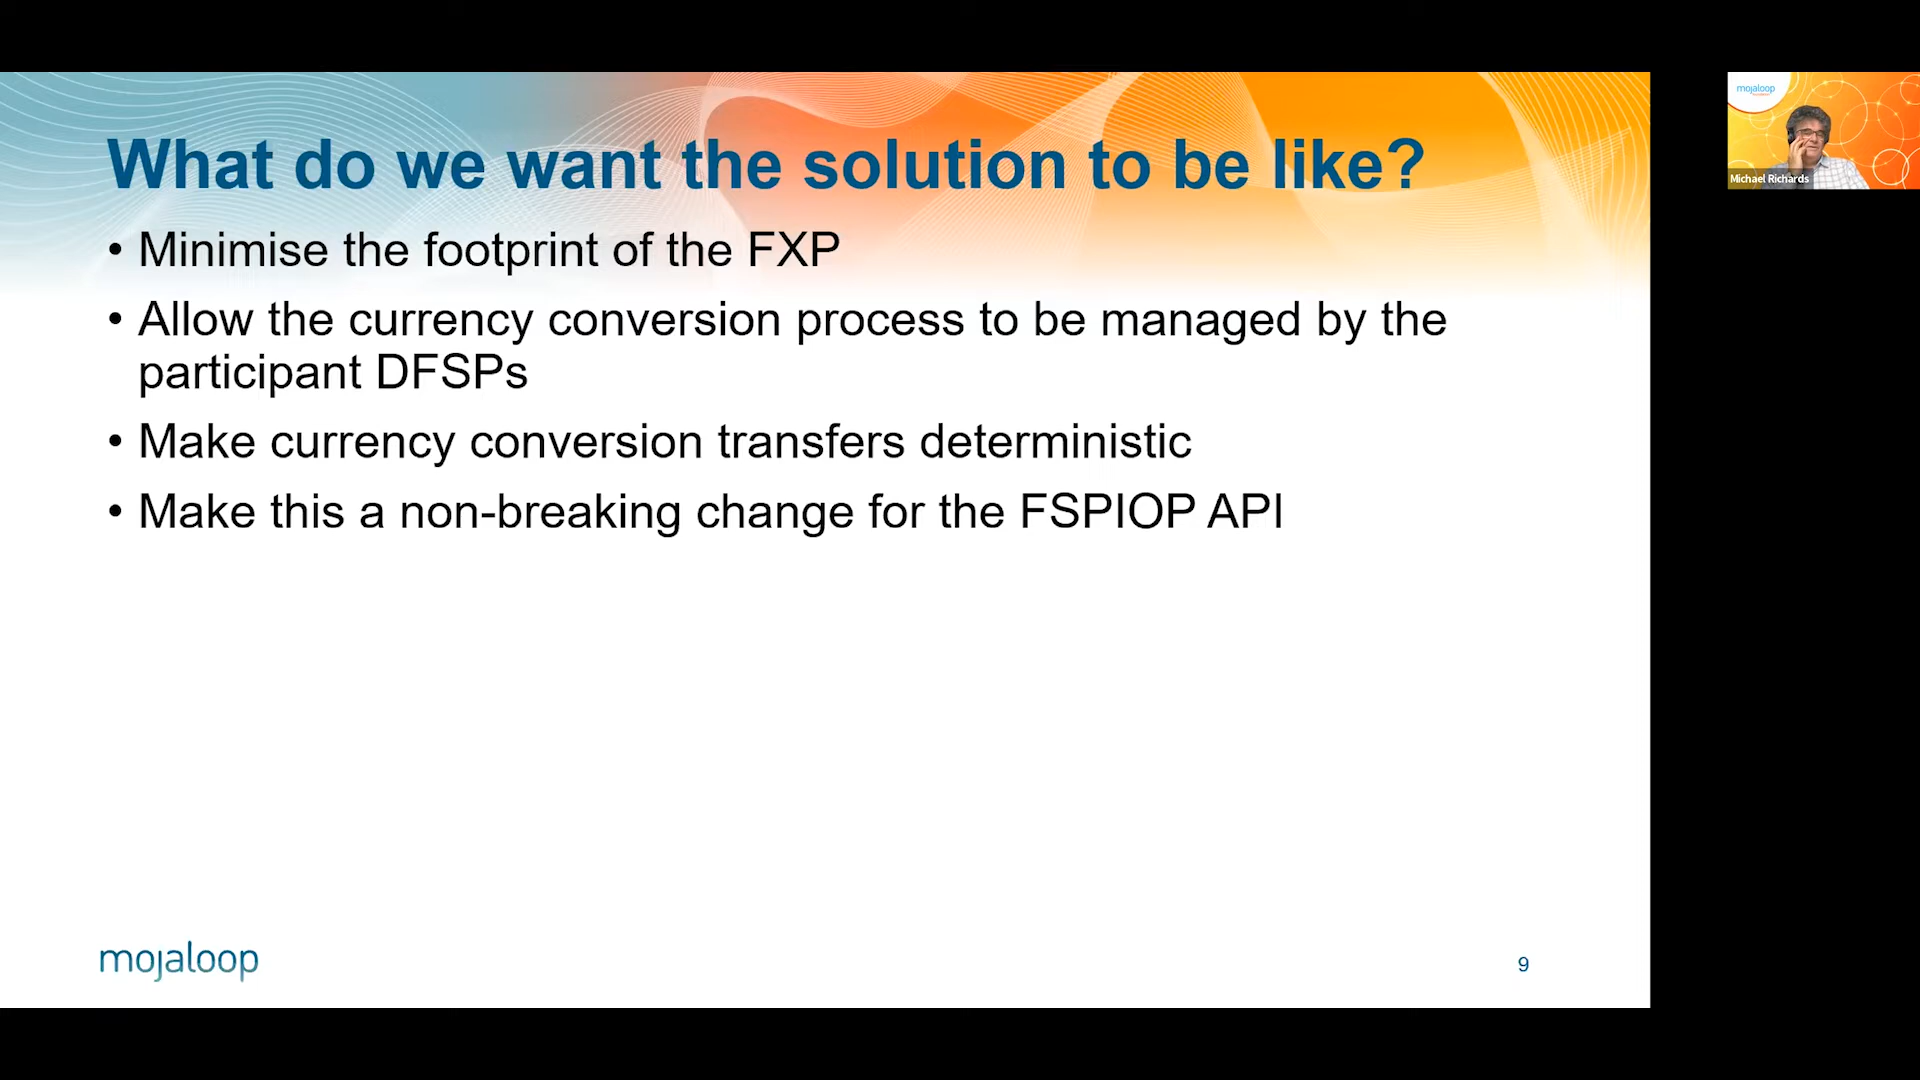 What do we want the solution to be like?
• Minimise the footprint of the FXP
• Allow the currency conversion process to be managed by the
participant DFSPs
• Make currency conversion transfers deterministic
• Make this a non-breaking change for the FSPIOP API
mojaloop
9
mojaloop
Michael Richards